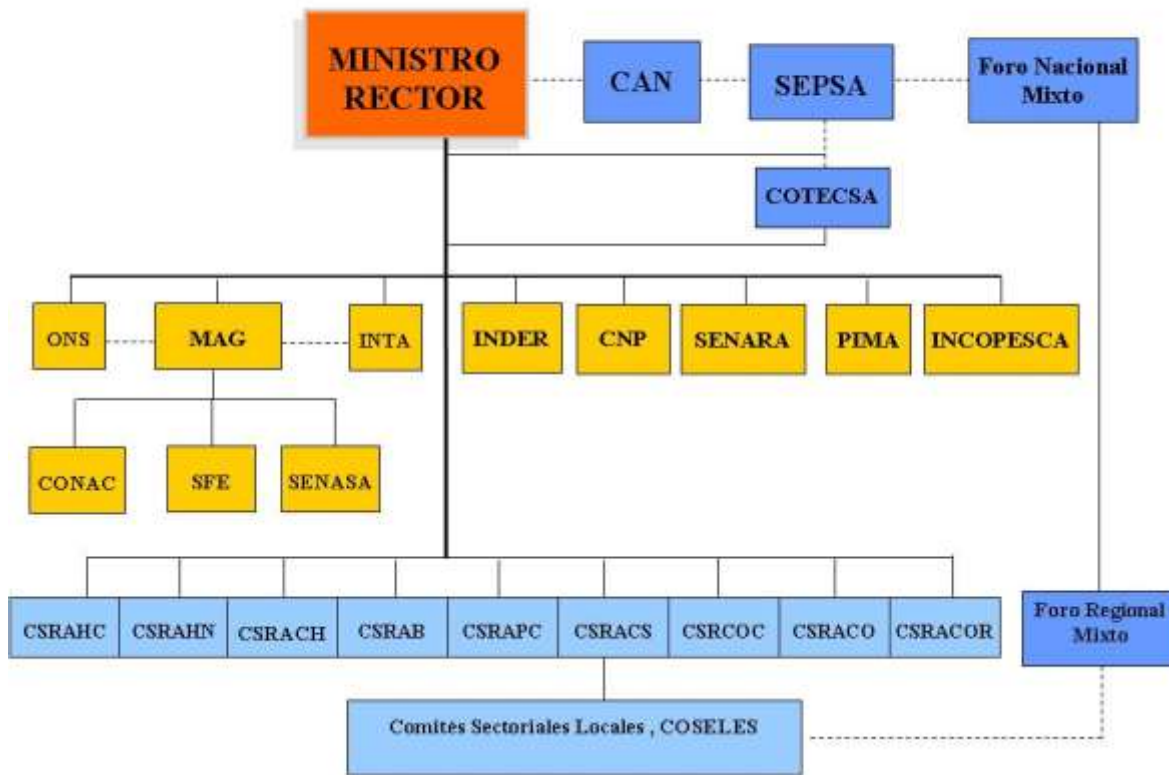 MINISTRO
RECTOR
CAN
SEPSA
Foro Nacional
Mixto
COTECSA
ONS
MAG
INTA
INDER
CNP
SENARA
PIMA
INCOPESCA
CONAC
SFE
SENASA
CSRAHC
CSRAHN
CSRACH
CSRAB
CSRAPC
CSRACS
CSRCOC
CSRACO
CSRACOR
Foro Regional
Mixto
Comités Sectoriales Locales , COSELES